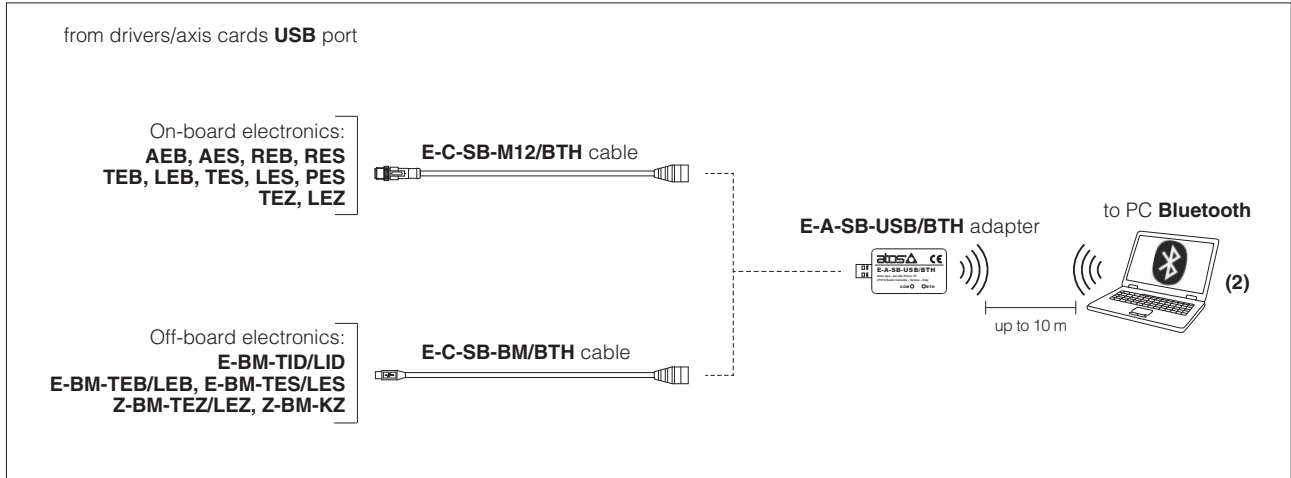 from drivers/axis cards USB port
On-board electronics:
AEB, AES, REB, RES
TEB, LEB, TES, LES, PES
TEZ, LEZ
E-C-SB-M12/BTH cable
E-A-SB-USB/BTH adapter
to PC Bluetooth
atos CE
E-A-SB-USB/BTH
COM BTH
(2)
up to 10 m
Off-board electronics:
E-BM-TID/LID
E-BM-TEB/LEB, E-BM-TES/LES
Z-BM-TEZ/LEZ, Z-BM-KZ
E-C-SB-BM/BTH cable